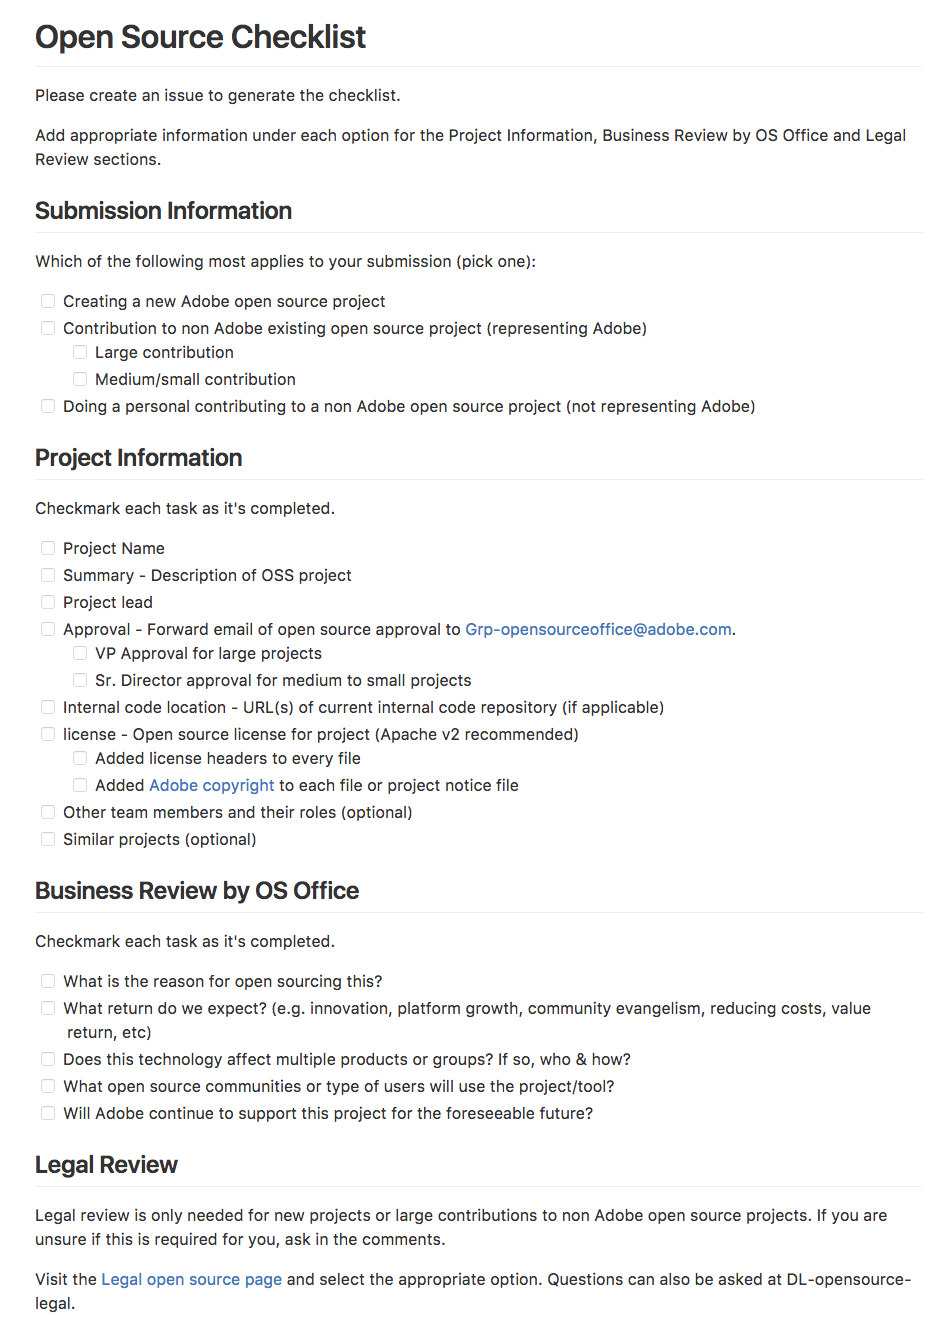 Open Source Checklist
Please create an issue to generate the checklist.
Add appropriate information under each option for the Project Information, Business Review by OS Office and Legal
Review sections.
Submission Information
Which of the following most applies to your submission (pick one):
Creating a new Adobe open source project
Contribution to non Adobe existing open source project (representing Adobe)
Large contribution
Medium/small contribution
Doing a personal contributing to a non Adobe open source project (not representing Adobe)
Project Information
Checkmark each task as it's completed.
Project Name
Summary - Description of OSS project
Project lead
Approval - Forward email of open source approval to Grp-opensourceoffice@adobe.com.
VP Approval for large projects
Sr. Director approval for medium to small projects
Internal code location - URL(s) of current internal code repository (if applicable)
license - Open source license for project (Apache v2 recommended)
Added license headers to every file
Added Adobe copyright to each file or project notice file
Other team members and their roles (optional)
Similar projects (optional)
Business Review by OS Office
Checkmark each task as it's completed.
What is the reason for open sourcing this?
What return do we expect? (e.g. innovation, platform growth, community evangelism, reducing costs, value
return, etc)
Does this technology affect multiple products or groups? If so, who & how?
What open source communities or type of users will use the project/tool?
Will Adobe continue to support this project for the foreseeable future?
Legal Review
Legal review is only needed for new projects or large contributions to non Adobe open source projects. If you are
unsure if this is required for you, ask in the comments.
Visit the Legal open source page and select the appropriate option. Questions can also be asked at DL-opensource-
legal.